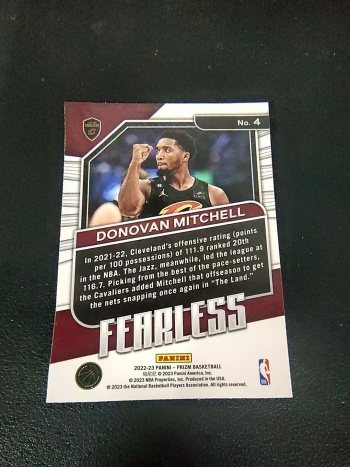 CAVALIERS
No. 4
DONOVAN MITCHELL
In 2021-22, Cleveland's offensive rating (points
per 100 possessions) of 111.9 ranked 20th
in the NBA. The Jazz, meanwhile, led the league at
116.7. Picking from the best of the pace-setters,
the Cavaliers added Mitchell that offseason to get
the nets snapping once again in "The Land."
FEARLESS
PANINI
2022-23 PANINI – PRIZM BASKETBALL
© 2023 Panini America, Inc.
© 2023 NBA Properties, Inc. Produced in the USA.
© 2023 the National Basketball Players Association. All rights reserved.
NBA